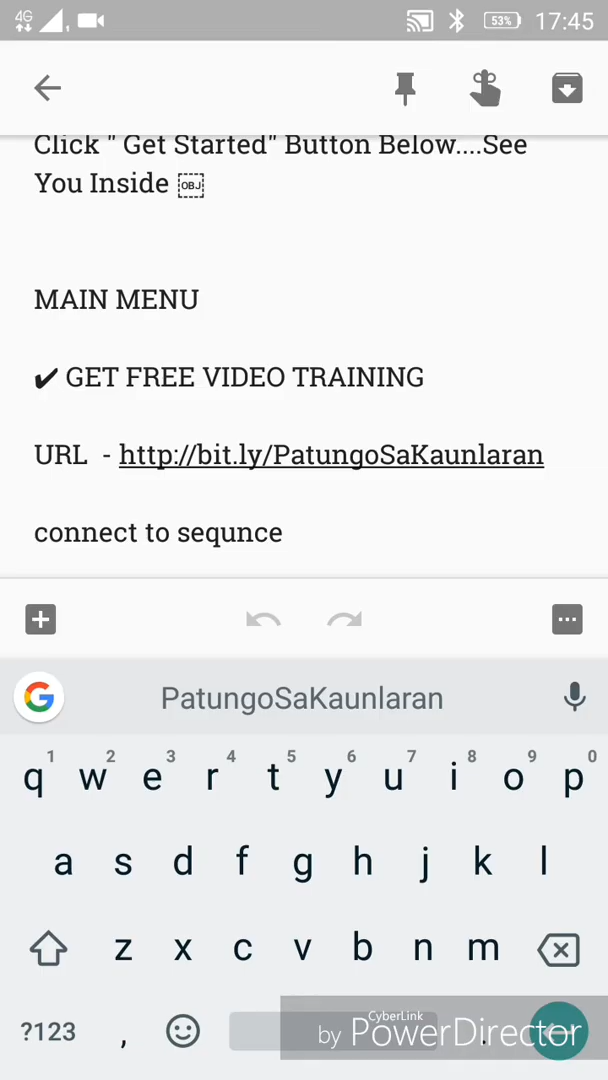 4G 53% 17:45
Click " Get Started" Button Below....See
You Inside OBJ
MAIN MENU
✔ GET FREE VIDEO TRAINING
URL - http://bit.ly/PatungoSaKaunlaran
connect to sequnce
G PatungoSaKaunlaran
1 2 3 4 5 6 7 8 9 0
q w e r t y u i o p
a s d f g h j k l
z x c v b n m
?123 , .
CyberLink
by PowerDirector